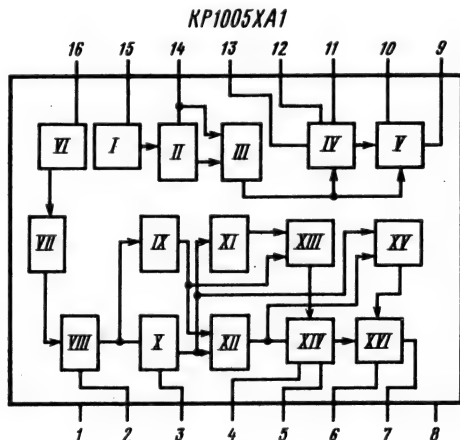 КР1005ХА1
16 15 14 13 12 11 10 9
VI I II III IV V
VII IX XI XIII XV
VIII X XII XIV XVI
1 2 3 4 5 6 7 8